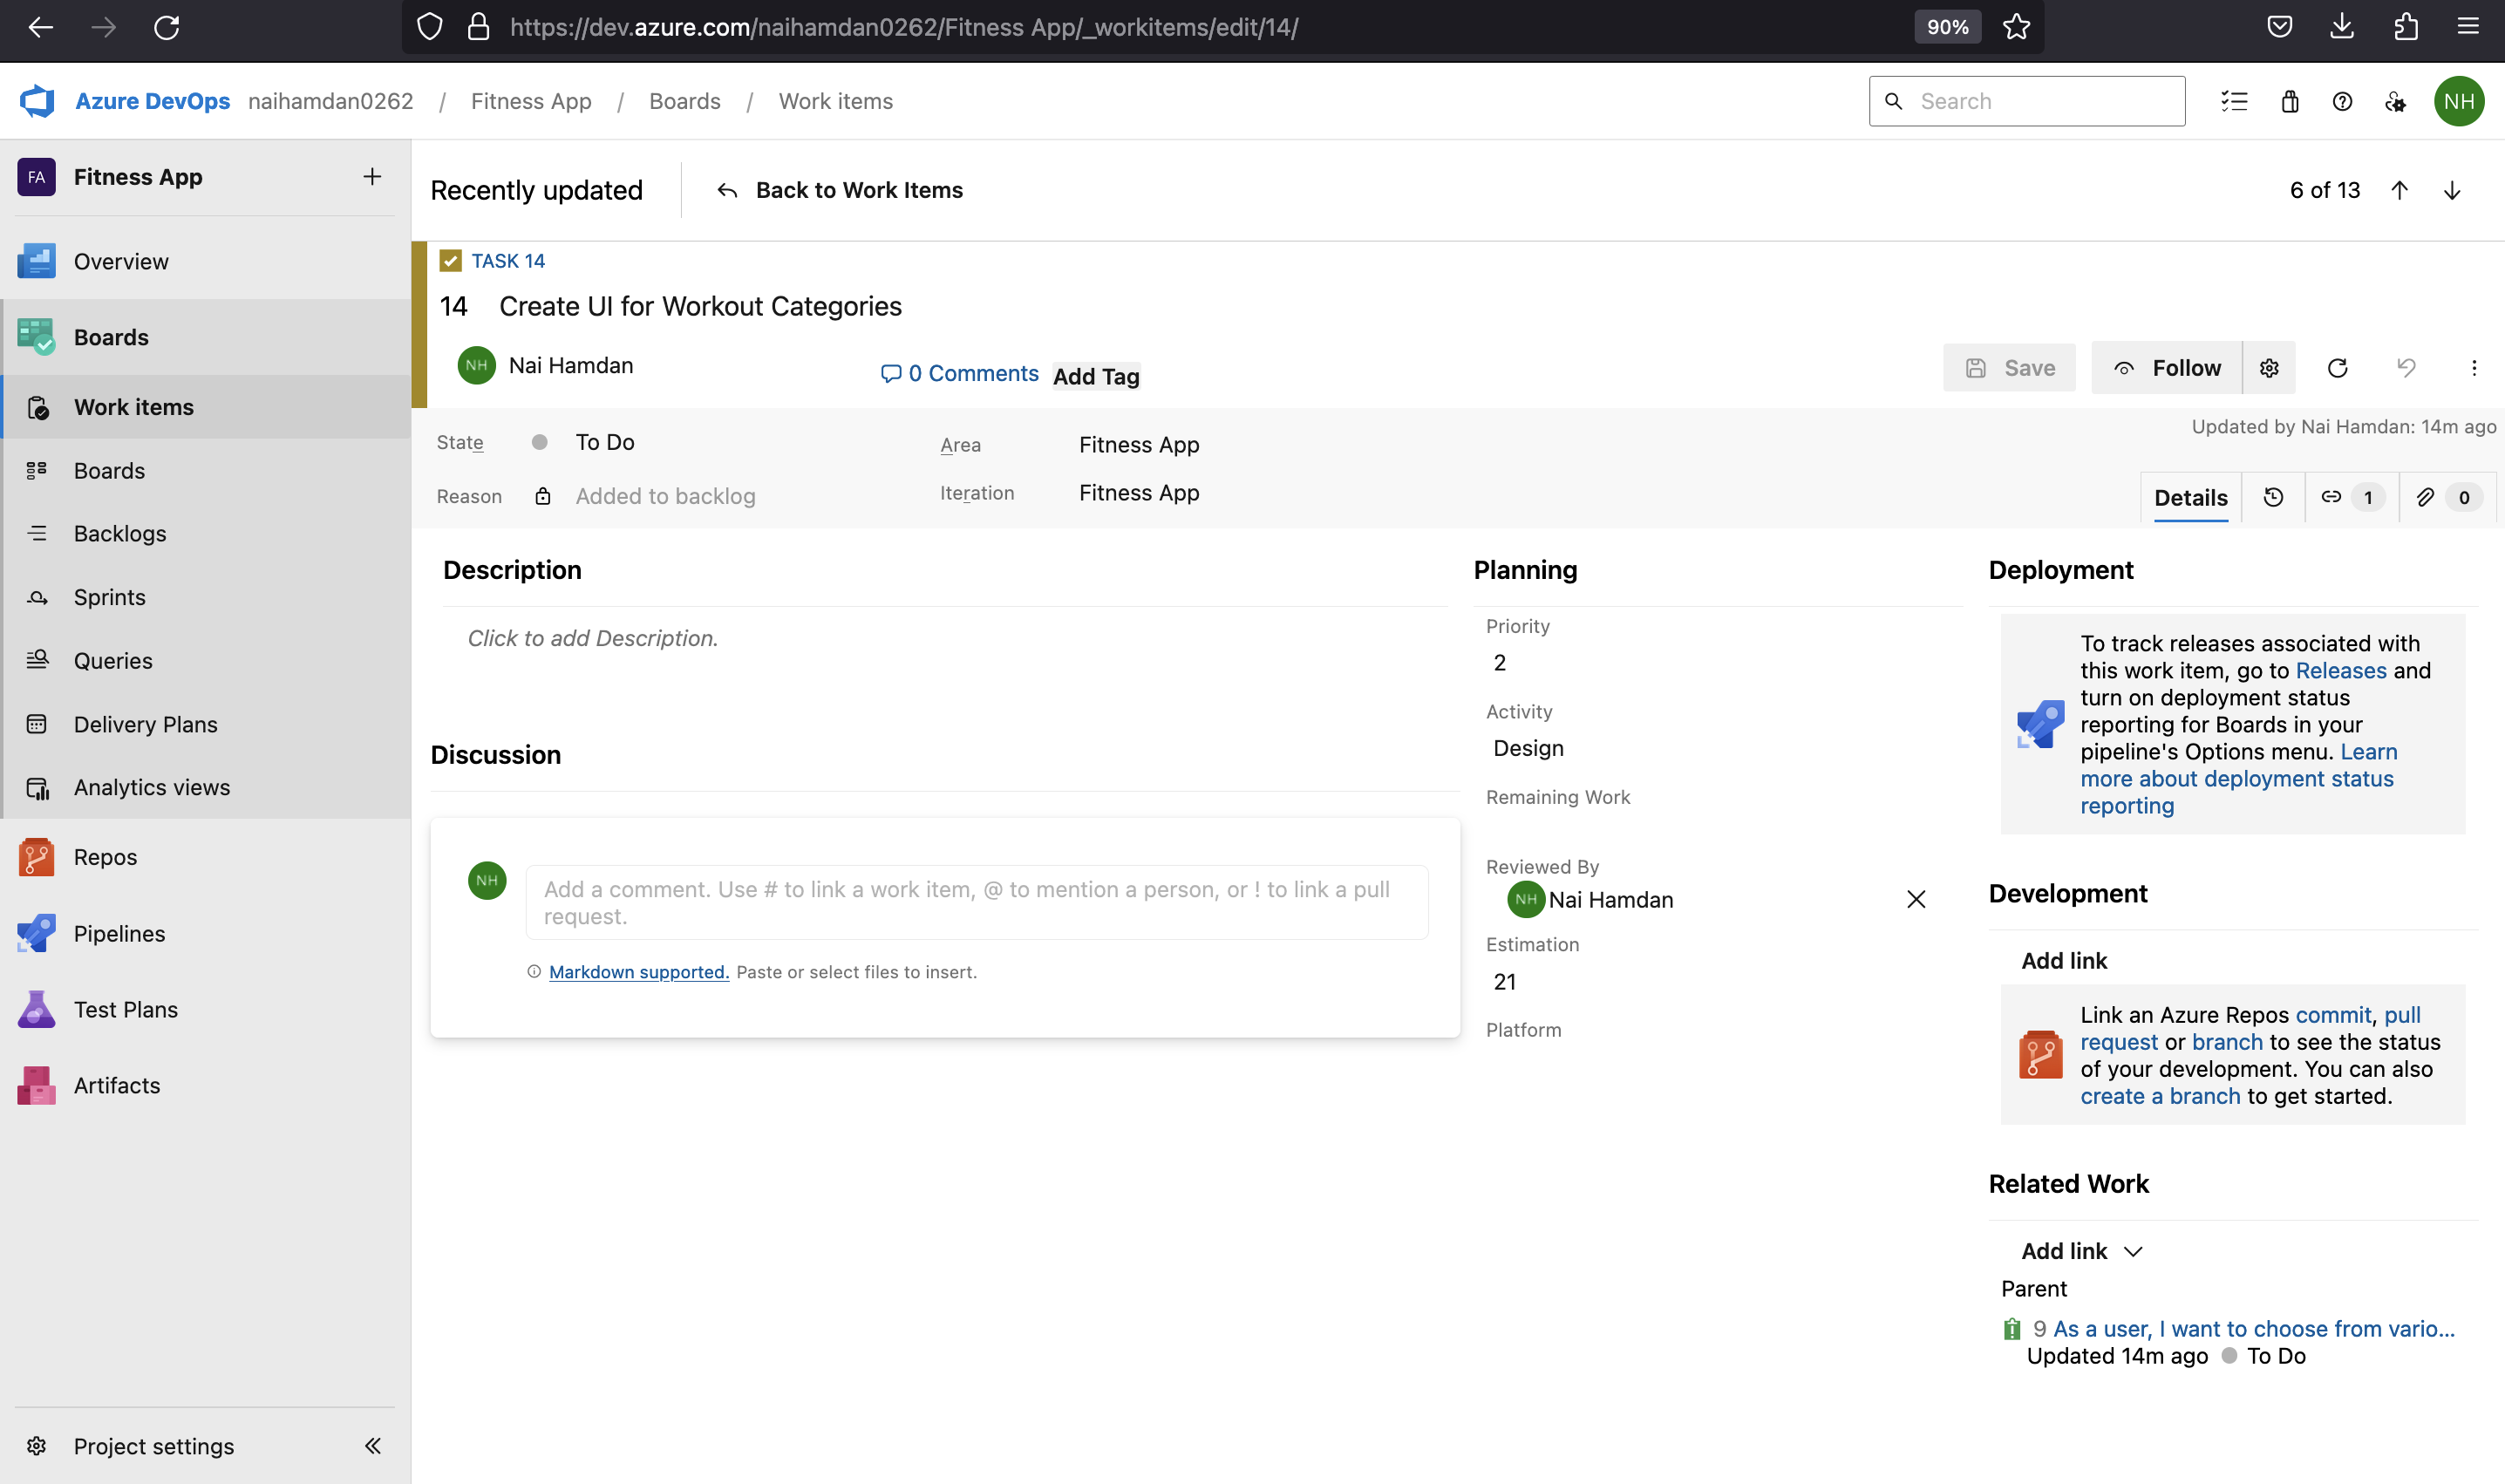 https://dev.azure.com/naihamdan0262/Fitness App/_workitems/edit/14/
90%
Azure DevOps naihamdan0262 / Fitness App / Boards / Work items
Search
NH
FA Fitness App
Overview
Boards
Work items
Boards
Backlogs
Sprints
Queries
Delivery Plans
Analytics views
Repos
Pipelines
Test Plans
Artifacts
Project settings
Recently updated
Back to Work Items
6 of 13
TASK 14
14 Create UI for Workout Categories
NH Nai Hamdan
0 Comments
Add Tag
Save
Follow
State To Do
Area Fitness App
Updated by Nai Hamdan: 14m ago
Reason Added to backlog
Iteration Fitness App
Details
1
0
Description
Click to add Description.
Discussion
NH
Add a comment. Use # to link a work item, @ to mention a person, or ! to link a pull
request.
Markdown supported. Paste or select files to insert.
Planning
Priority
2
Activity
Design
Remaining Work
Reviewed By
NH Nai Hamdan
Estimation
21
Platform
Deployment
To track releases associated with
this work item, go to Releases and
turn on deployment status
reporting for Boards in your
pipeline's Options menu. Learn
more about deployment status
reporting
Development
Add link
Link an Azure Repos commit, pull
request or branch to see the status
of your development. You can also
create a branch to get started.
Related Work
Add link
Parent
9 As a user, I want to choose from vario...
Updated 14m ago To Do